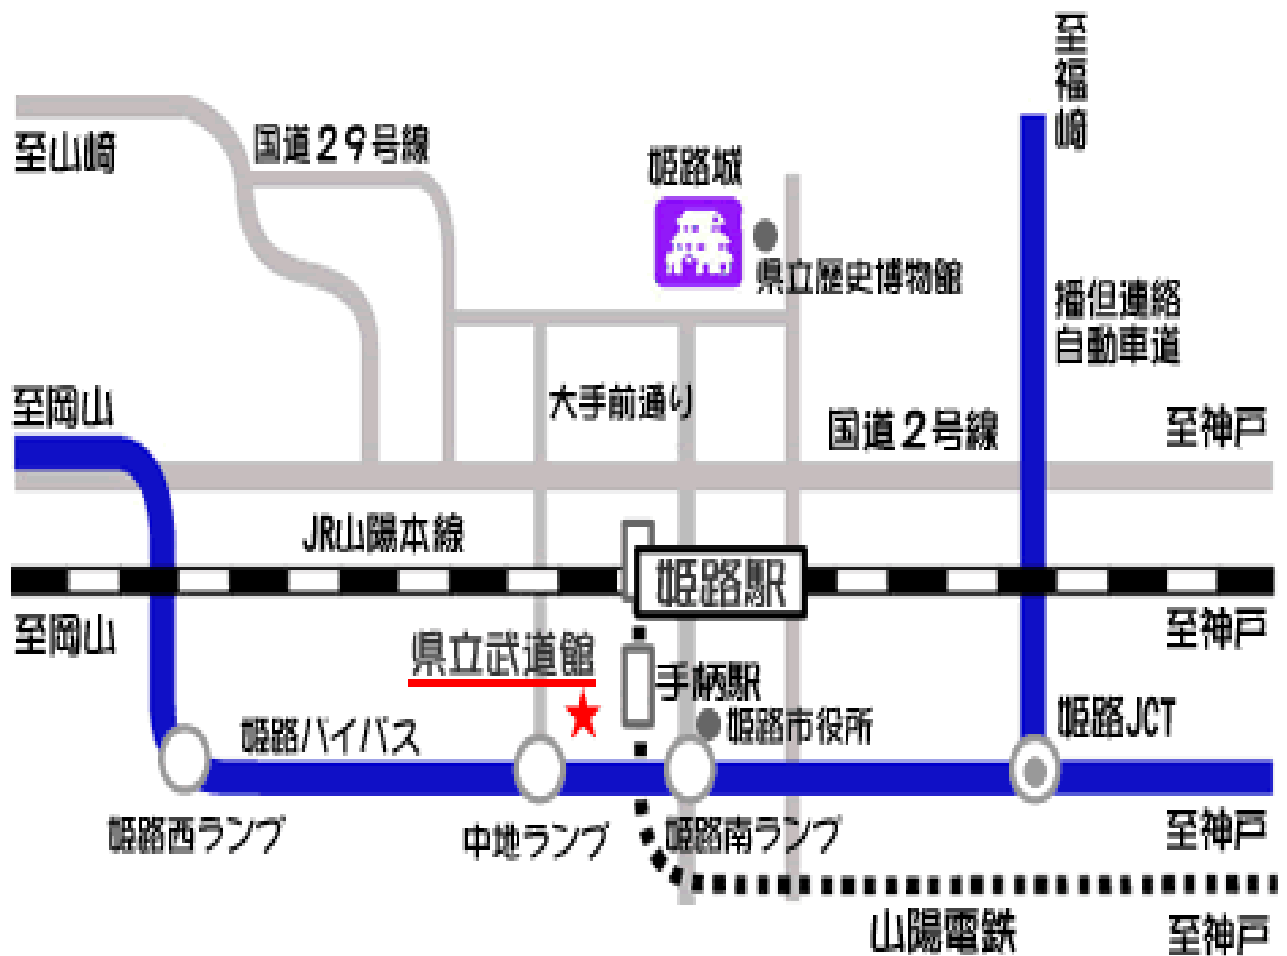 至福崎
至山崎
国道29号線
姫路城
県立歴史博物館
播但連絡
自動車道
至岡山
大手前通り
国道2号線
至神戸
JR山陽本線
姫路駅
至岡山
至神戸
県立武道館
手柄駅
姫路市役所
姫路JCT
姫路バイパス
姫路西ランプ
中地ランプ
姫路南ランプ
至神戸
山陽電鉄
至神戸